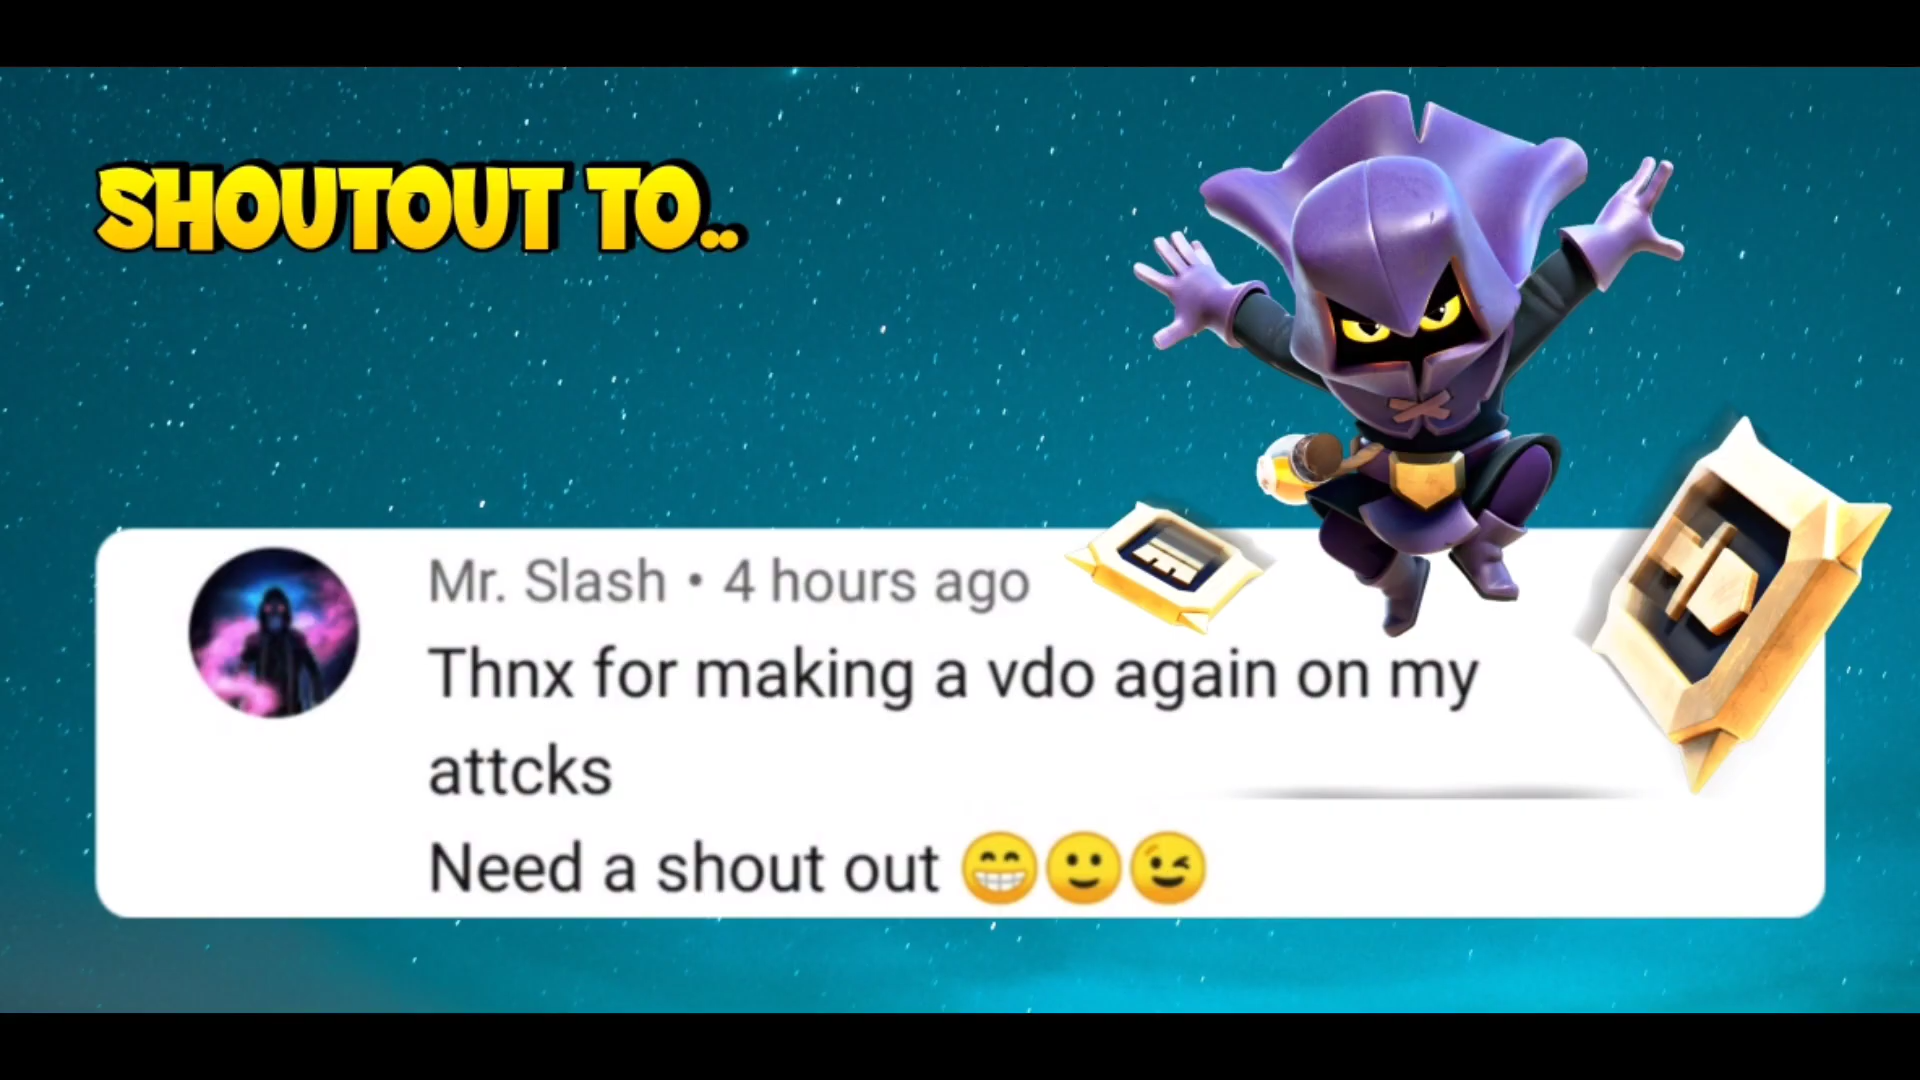 SHOUTOUT TO..
Mr. Slash • 4 hours ago
Thnx for making a vdo again on my
attcks
Need a shout out 😁🙂😉